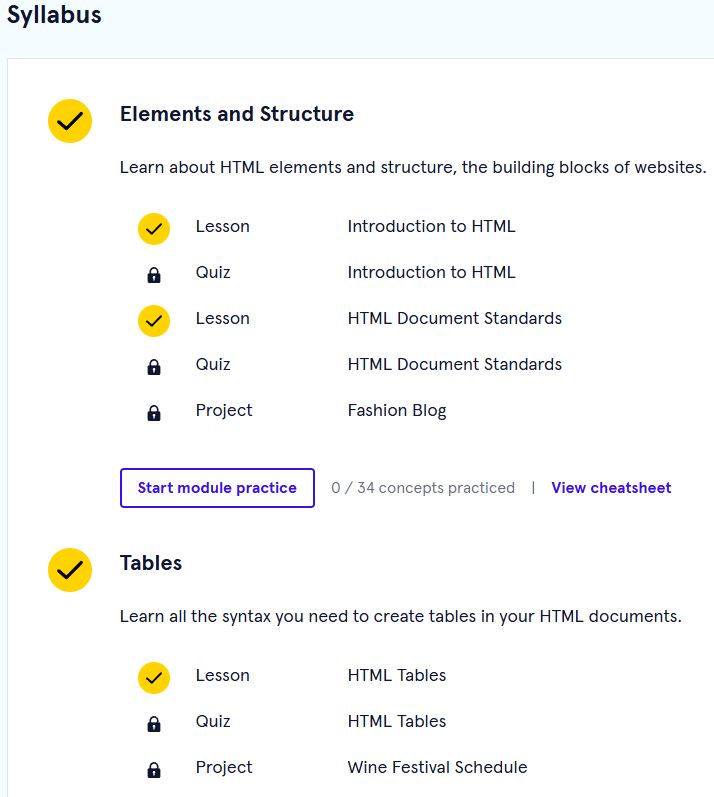 Syllabus
Elements and Structure
Learn about HTML elements and structure, the building blocks of websites.
Lesson Introduction to HTML
Quiz Introduction to HTML
Lesson HTML Document Standards
Quiz HTML Document Standards
Project Fashion Blog
Start module practice 0 / 34 concepts practiced | View cheatsheet
Tables
Learn all the syntax you need to create tables in your HTML documents.
Lesson HTML Tables
Quiz HTML Tables
Project Wine Festival Schedule